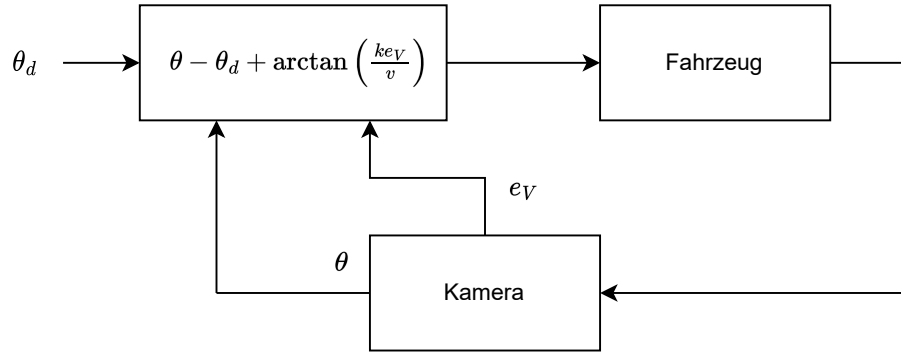 θ_d
θ − θ_d + arctan(ke_V/v)
Fahrzeug
e_V
θ
Kamera